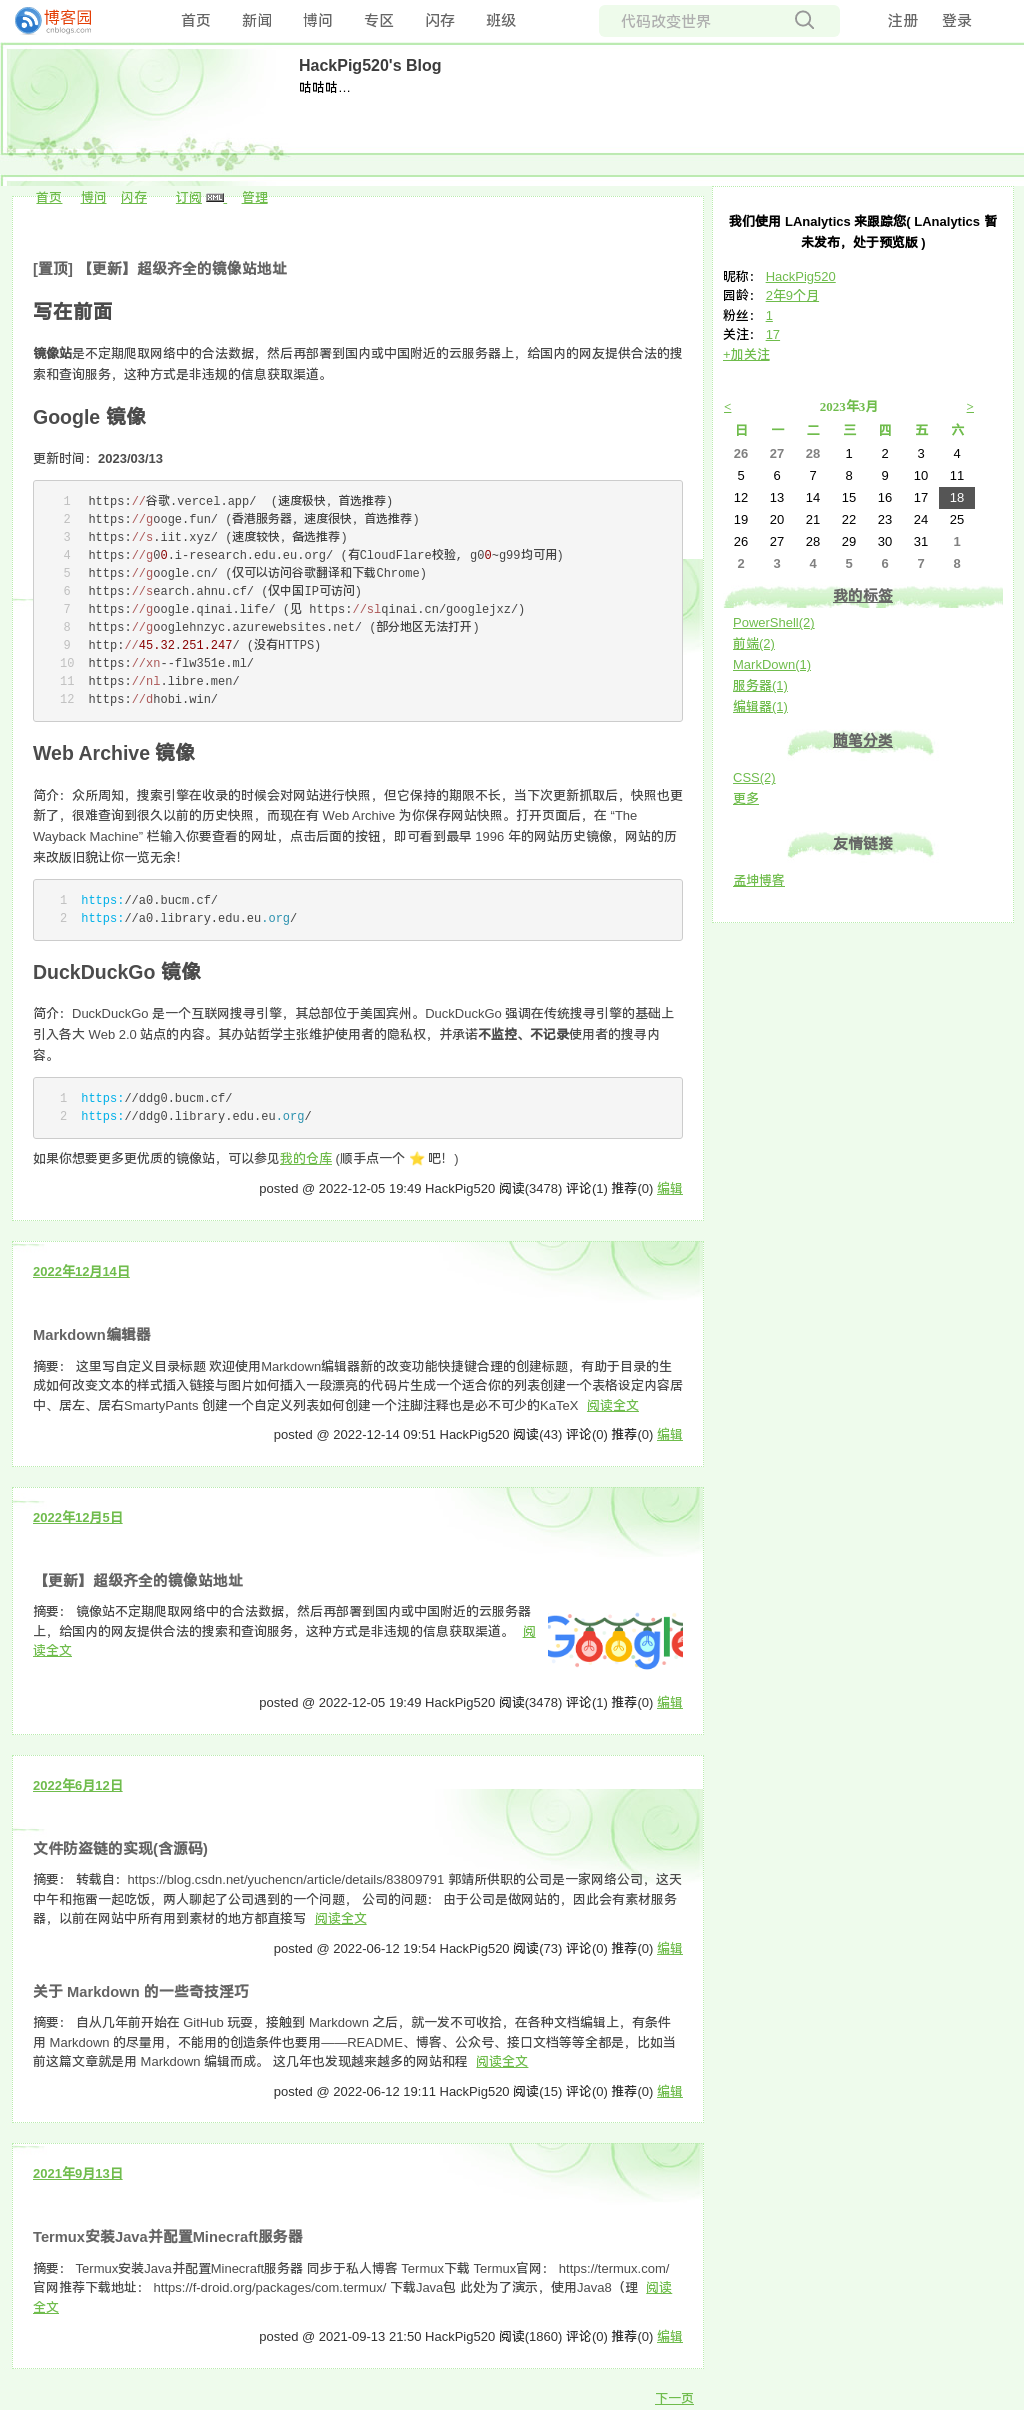 博客园
cnblogs.com
首页 新闻 博问 专区 闪存 班级 代码改变世界 注册 登录
HackPig520's Blog
咕咕咕…
首页 博问 闪存 订阅 XML 管理
[置顶] 【更新】超级齐全的镜像站地址
写在前面
镜像站是不定期爬取网络中的合法数据，然后再部署到国内或中国附近的云服务器上，给国内的网友提供合法的搜
索和查询服务，这种方式是非违规的信息获取渠道。
Google 镜像
更新时间：2023/03/13
1 https://谷歌.vercel.app/ (速度极快，首选推荐)
2 https://googe.fun/ (香港服务器，速度很快，首选推荐)
3 https://s.iit.xyz/ (速度较快，备选推荐)
4 https://g00.i-research.edu.eu.org/ (有CloudFlare校验, g00~g99均可用)
5 https://google.cn/ (仅可以访问谷歌翻译和下载Chrome)
6 https://search.ahnu.cf/ (仅中国IP可访问)
7 https://google.qinai.life/ (见 https://slqinai.cn/googlejxz/)
8 https://googlehnzyc.azurewebsites.net/ (部分地区无法打开)
9 http://45.32.251.247/ (没有HTTPS)
10 https://xn--flw351e.ml/
11 https://nl.libre.men/
12 https://dhobi.win/
Web Archive 镜像
简介：众所周知，搜索引擎在收录的时候会对网站进行快照，但它保持的期限不长，当下次更新抓取后，快照也更
新了，很难查询到很久以前的历史快照，而现在有 Web Archive 为你保存网站快照。打开页面后，在 “The
Wayback Machine” 栏输入你要查看的网址，点击后面的按钮，即可看到最早 1996 年的网站历史镜像，网站的历
来改版旧貌让你一览无余！
1 https://a0.bucm.cf/
2 https://a0.library.edu.eu.org/
DuckDuckGo 镜像
简介：DuckDuckGo 是一个互联网搜寻引擎，其总部位于美国宾州。DuckDuckGo 强调在传统搜寻引擎的基础上
引入各大 Web 2.0 站点的内容。其办站哲学主张维护使用者的隐私权，并承诺不监控、不记录使用者的搜寻内
容。
1 https://ddg0.bucm.cf/
2 https://ddg0.library.edu.eu.org/
如果你想要更多更优质的镜像站，可以参见我的仓库 (顺手点一个 ⭐ 吧！)
posted @ 2022-12-05 19:49 HackPig520 阅读(3478) 评论(1) 推荐(0) 编辑
2022年12月14日
Markdown编辑器
摘要： 这里写自定义目录标题 欢迎使用Markdown编辑器新的改变功能快捷键合理的创建标题，有助于目录的生
成如何改变文本的样式插入链接与图片如何插入一段漂亮的代码片生成一个适合你的列表创建一个表格设定内容居
中、居左、居右SmartyPants 创建一个自定义列表如何创建一个注脚注释也是必不可少的KaTeX 阅读全文
posted @ 2022-12-14 09:51 HackPig520 阅读(43) 评论(0) 推荐(0) 编辑
2022年12月5日
【更新】超级齐全的镜像站地址
摘要： 镜像站不定期爬取网络中的合法数据，然后再部署到国内或中国附近的云服务器
上，给国内的网友提供合法的搜索和查询服务，这种方式是非违规的信息获取渠道。 阅
读全文
Google
posted @ 2022-12-05 19:49 HackPig520 阅读(3478) 评论(1) 推荐(0) 编辑
2022年6月12日
文件防盗链的实现(含源码)
摘要： 转载自：https://blog.csdn.net/yuchencn/article/details/83809791 郭靖所供职的公司是一家网络公司，这天
中午和拖雷一起吃饭，两人聊起了公司遇到的一个问题， 公司的问题： 由于公司是做网站的，因此会有素材服务
器，以前在网站中所有用到素材的地方都直接写 阅读全文
posted @ 2022-06-12 19:54 HackPig520 阅读(73) 评论(0) 推荐(0) 编辑
关于 Markdown 的一些奇技淫巧
摘要： 自从几年前开始在 GitHub 玩耍，接触到 Markdown 之后，就一发不可收拾，在各种文档编辑上，有条件
用 Markdown 的尽量用，不能用的创造条件也要用——README、博客、公众号、接口文档等等全都是，比如当
前这篇文章就是用 Markdown 编辑而成。 这几年也发现越来越多的网站和程 阅读全文
posted @ 2022-06-12 19:11 HackPig520 阅读(15) 评论(0) 推荐(0) 编辑
2021年9月13日
Termux安装Java并配置Minecraft服务器
摘要： Termux安装Java并配置Minecraft服务器 同步于私人博客 Termux下载 Termux官网： https://termux.com/
官网推荐下载地址： https://f-droid.org/packages/com.termux/ 下载Java包 此处为了演示，使用Java8（理 阅读
全文
posted @ 2021-09-13 21:50 HackPig520 阅读(1860) 评论(0) 推荐(0) 编辑
下一页
我们使用 LAnalytics 来跟踪您( LAnalytics 暂
未发布，处于预览版 )
昵称： HackPig520
园龄： 2年9个月
粉丝： 1
关注： 17
+加关注
< 2023年3月 >
日 一 二 三 四 五 六
26 27 28 1 2 3 4
5 6 7 8 9 10 11
12 13 14 15 16 17 18
19 20 21 22 23 24 25
26 27 28 29 30 31 1
2 3 4 5 6 7 8
我的标签
PowerShell(2)
前端(2)
MarkDown(1)
服务器(1)
编辑器(1)
随笔分类
CSS(2)
更多
友情链接
孟坤博客